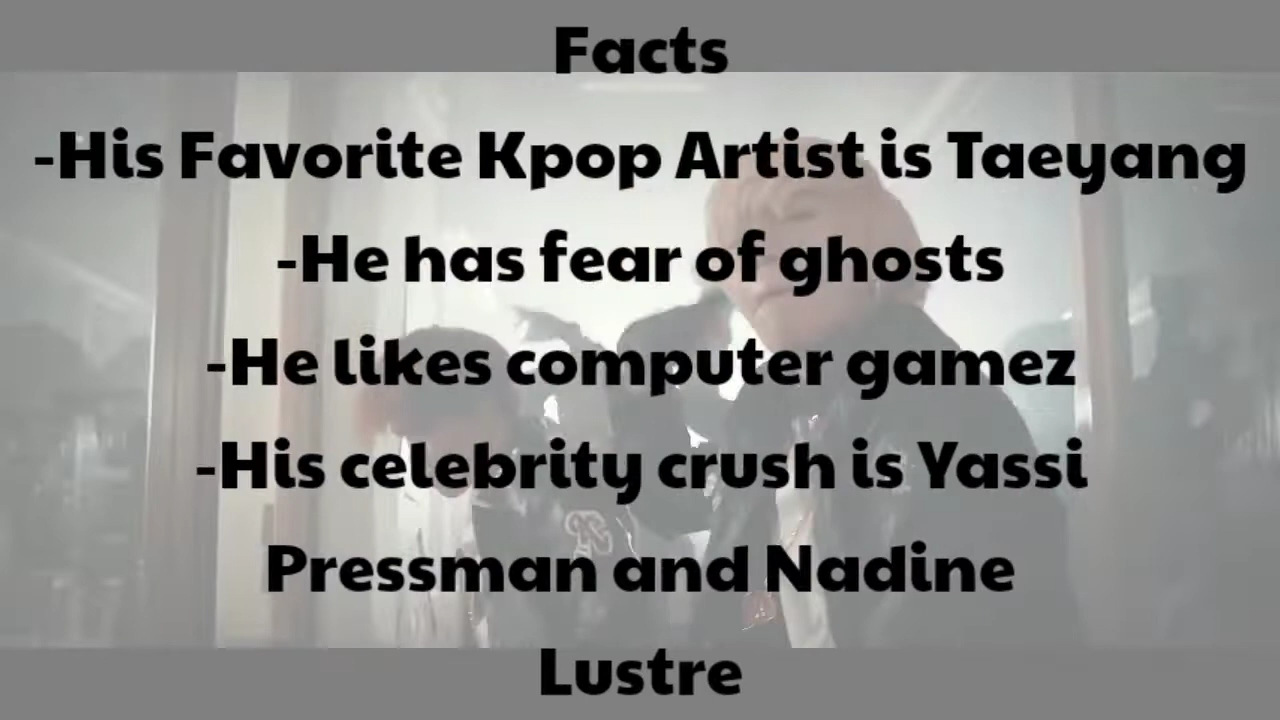 Facts
-His Favorite Kpop Artist is Taeyang
-He has fear of ghosts
-He likes computer gamez
-His celebrity crush is Yassi
Pressman and Nadine
Lustre